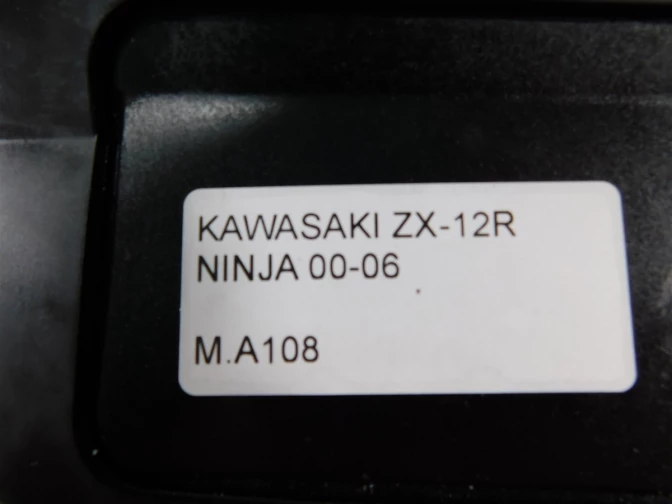 KAWASAKI ZX-12R
NINJA 00-06
M.A108